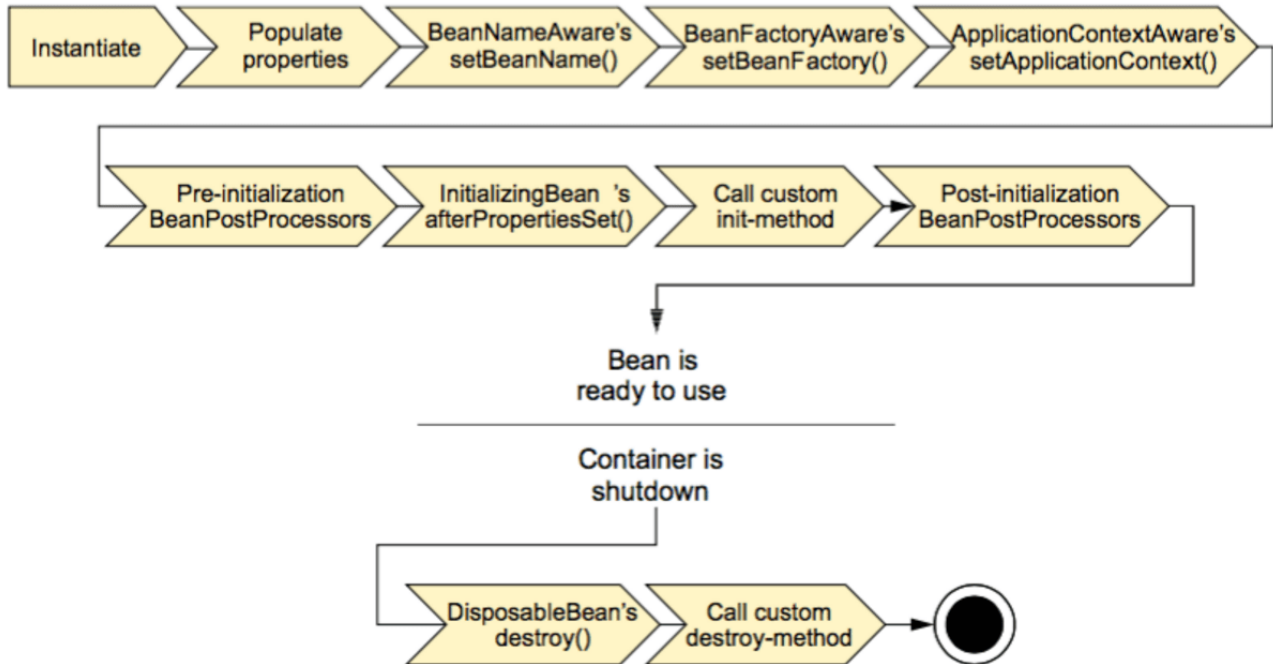 Instantiate
Populate
properties
BeanNameAware's
setBeanName()
BeanFactoryAware's
setBeanFactory()
ApplicationContextAware's
setApplicationContext()
Pre-initialization
BeanPostProcessors
InitializingBean 's
afterPropertiesSet()
Call custom
init-method
Post-initialization
BeanPostProcessors
Bean is
ready to use
Container is
shutdown
DisposableBean's
destroy()
Call custom
destroy-method